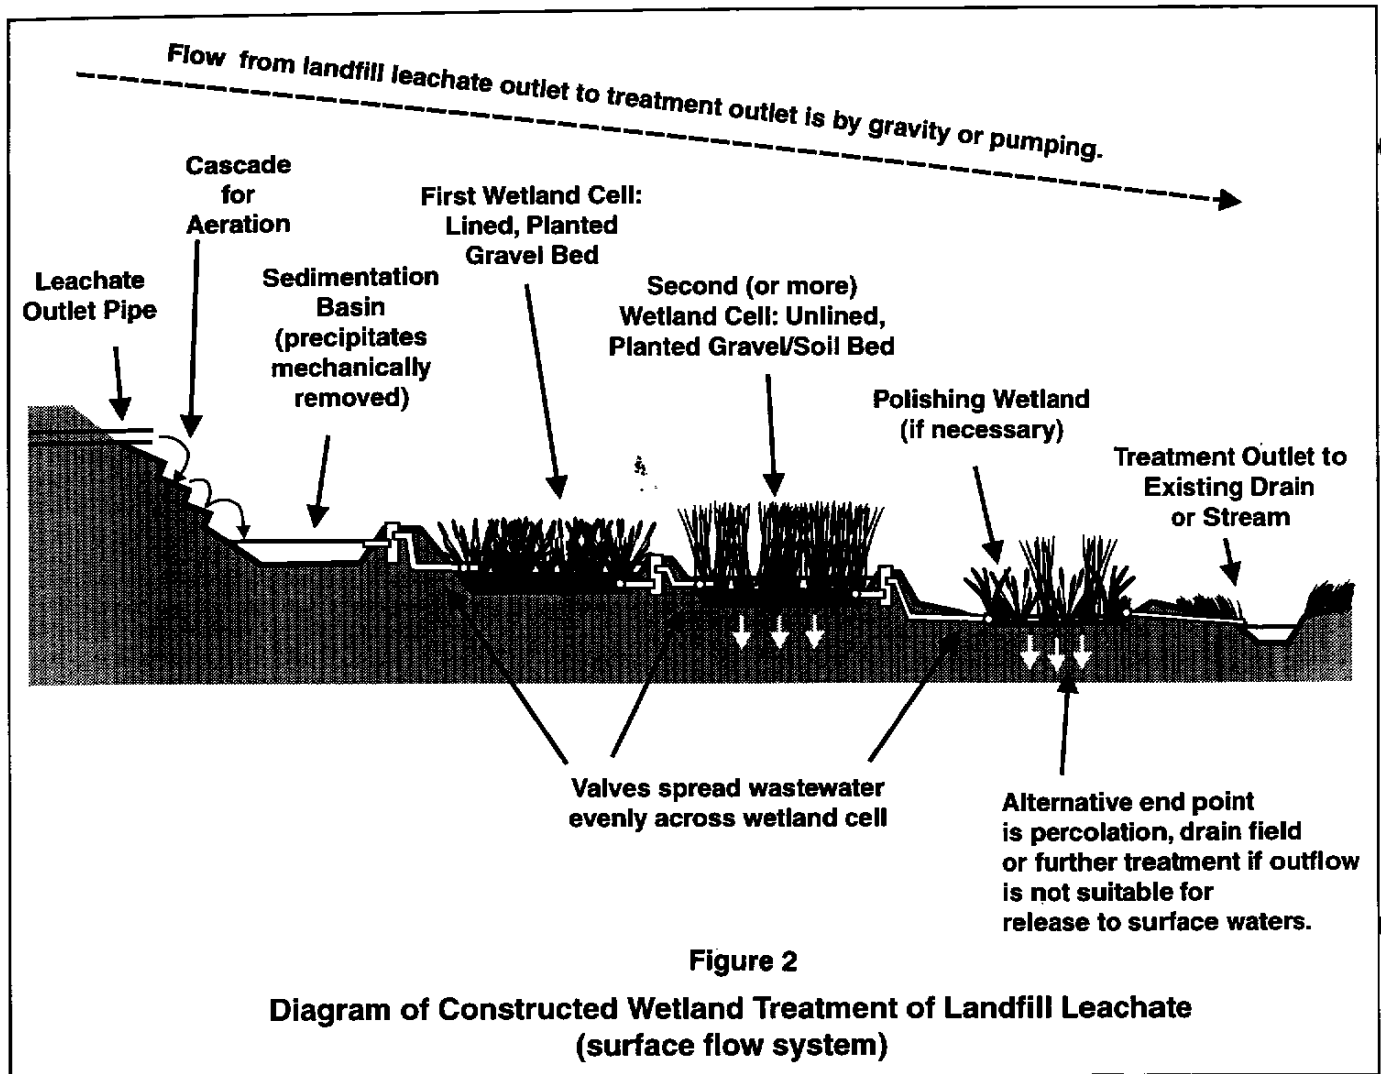 Flow from landfill leachate outlet to treatment outlet is by gravity or pumping.
Cascade
for
Aeration
First Wetland Cell:
Lined, Planted
Gravel Bed
Leachate
Outlet Pipe
Sedimentation
Basin
(precipitates
mechanically
removed)
Second (or more)
Wetland Cell: Unlined,
Planted Gravel/Soil Bed
Polishing Wetland
(if necessary)
Treatment Outlet to
Existing Drain
or Stream
Valves spread wastewater
evenly across wetland cell
Alternative end point
is percolation, drain field
or further treatment if outflow
is not suitable for
release to surface waters.
Figure 2
Diagram of Constructed Wetland Treatment of Landfill Leachate
(surface flow system)